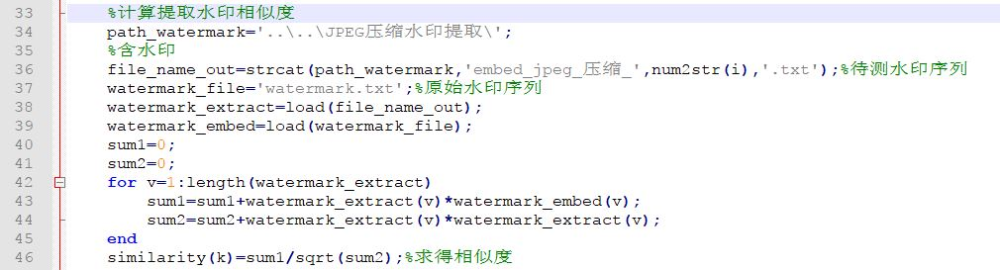 33 %计算提取水印相似度
34 path_watermark='..\..\JPEG压缩水印提取\';
35 %含水印
36 file_name_out=strcat(path_watermark,'embed_jpeg_压缩_',num2str(i),'.txt');%待测水印序列
37 watermark_file='watermark.txt';%原始水印序列
38 watermark_extract=load(file_name_out);
39 watermark_embed=load(watermark_file);
40 sum1=0;
41 sum2=0;
42 for v=1:length(watermark_extract)
43 sum1=sum1+watermark_extract(v)*watermark_embed(v);
44 sum2=sum2+watermark_extract(v)*watermark_extract(v);
45 end
46 similarity(k)=sum1/sqrt(sum2);%求得相似度